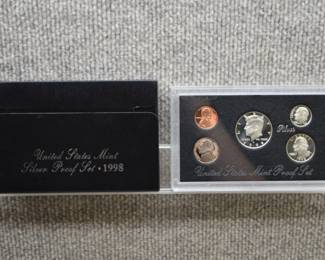 United States Mint
Silver Proof Set · 1998
Silver
United States Mint Proof Set